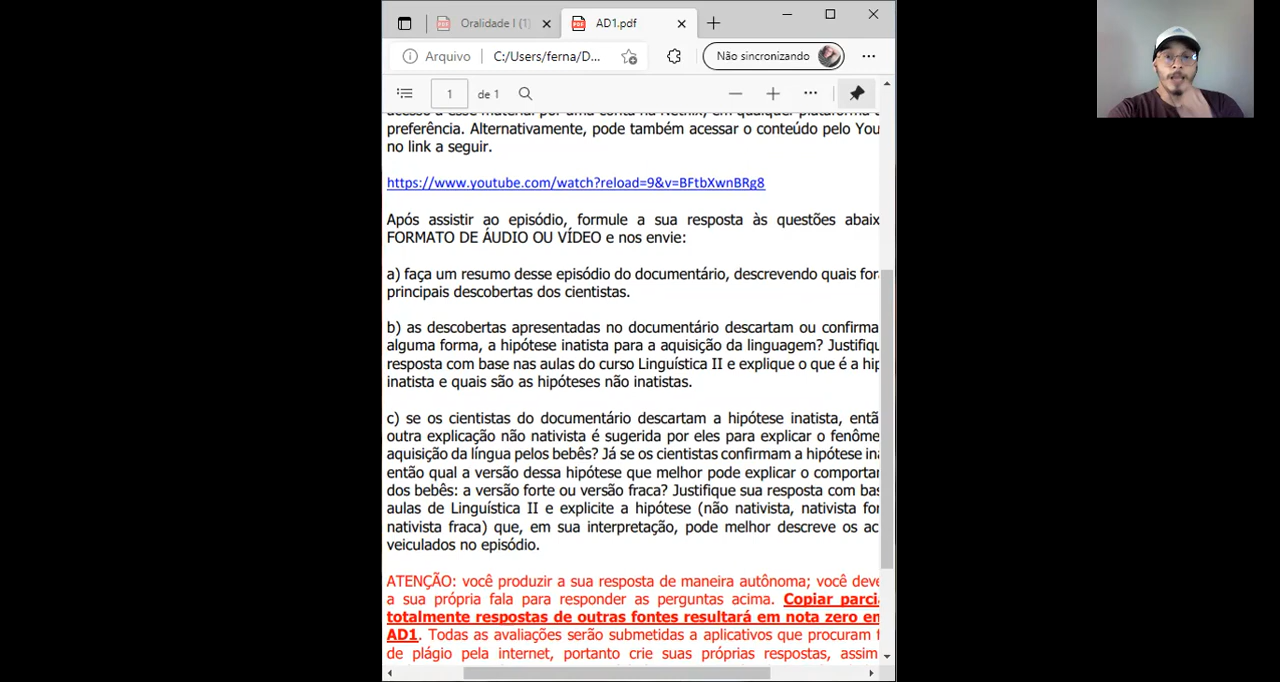 Oralidade I (1)
AD1.pdf
Arquivo
C:/Users/ferna/D...
Não sincronizando
1
de 1
preferência. Alternativamente, pode também acessar o conteúdo pelo You
no link a seguir.
https://www.youtube.com/watch?reload=9&v=BFtbXwnBRg8
Após assistir ao episódio, formule a sua resposta às questões abaix
FORMATO DE ÁUDIO OU VÍDEO e nos envie:
a) faça um resumo desse episódio do documentário, descrevendo quais for
principais descobertas dos cientistas.
b) as descobertas apresentadas no documentário descartam ou confirma
alguma forma, a hipótese inatista para a aquisição da linguagem? Justifiqu
resposta com base nas aulas do curso Linguística II e explique o que é a hip
inatista e quais são as hipóteses não inatistas.
c) se os cientistas do documentário descartam a hipótese inatista, entã
outra explicação não nativista é sugerida por eles para explicar o fenôme
aquisição da língua pelos bebês? Já se os cientistas confirmam a hipótese ina
então qual a versão dessa hipótese que melhor pode explicar o comportar
dos bebês: a versão forte ou versão fraca? Justifique sua resposta com bas
aulas de Linguística II e explicite a hipótese (não nativista, nativista for
nativista fraca) que, em sua interpretação, pode melhor descreve os ac
veiculados no episódio.
ATENÇÃO: você produzir a sua resposta de maneira autônoma; você deve
a sua própria fala para responder as perguntas acima. Copiar parci
totalmente respostas de outras fontes resultará em nota zero en
AD1. Todas as avaliações serão submetidas a aplicativos que procuram f
de plágio pela internet, portanto crie suas próprias respostas, assim